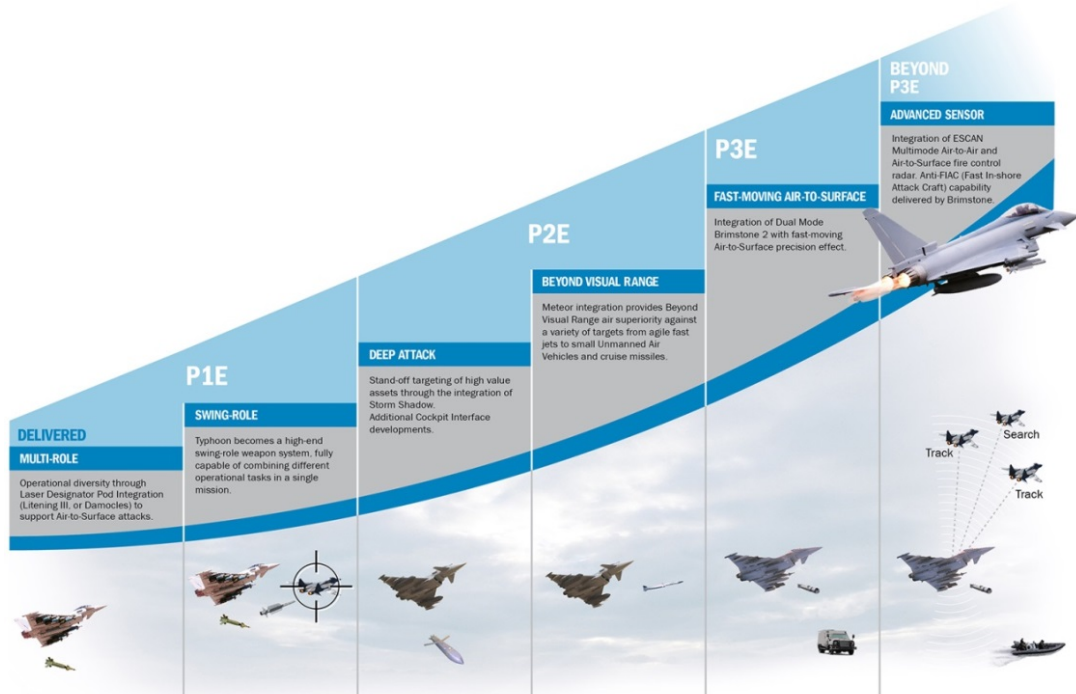 DELIVERED
MULTI-ROLE
Operational diversity through
Laser Designator Pod Integration
(Litening III, or Damocles) to
support Air-to-Surface attacks.
P1E
SWING-ROLE
Typhoon becomes a high-end
swing-role weapon system, fully
capable of combining different
operational tasks in a single
mission.
DEEP ATTACK
Stand-off targeting of high value
assets through the integration of
Storm Shadow.
Additional Cockpit Interface
developments.
P2E
BEYOND VISUAL RANGE
Meteor integration provides Beyond
Visual Range air superiority against
a variety of targets from agile fast
jets to small Unmanned Air
Vehicles and cruise missiles.
P3E
FAST-MOVING AIR-TO-SURFACE
Integration of Dual Mode
Brimstone 2 with fast-moving
Air-to-Surface precision effect.
BEYOND
P3E
ADVANCED SENSOR
Integration of ESCAN
Multimode Air-to-Air and
Air-to-Surface fire control
radar. Anti-FIAC (Fast In-shore
Attack Craft) capability
delivered by Brimstone.
Search
Track
Track